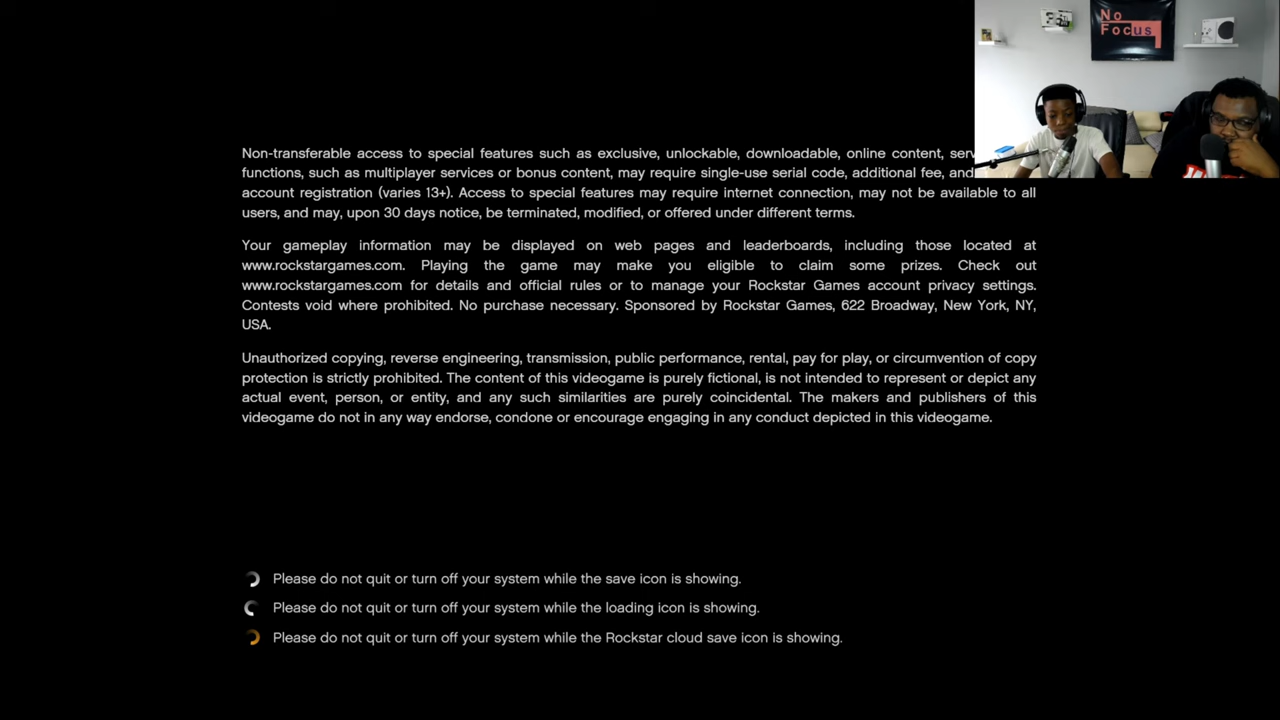 No
Focus
Non-transferable access to special features such as exclusive, unlockable, downloadable, online content,
functions, such as multiplayer services or bonus content, may require single-use serial code, additional fee,
account registration (varies 13+). Access to special features may require internet connection, may not be available to all
users, and may, upon 30 days notice, be terminated, modified, or offered under different terms.
Your gameplay information may be displayed on web pages and leaderboards, including those located at
www.rockstargames.com. Playing the game may make you eligible to claim some prizes. Check out
www.rockstargames.com for details and official rules or to manage your Rockstar Games account privacy settings.
Contests void where prohibited. No purchase necessary. Sponsored by Rockstar Games, 622 Broadway, New York, NY,
USA.
Unauthorized copying, reverse engineering, transmission, public performance, rental, pay for play, or circumvention of copy
protection is strictly prohibited. The content of this videogame is purely fictional, is not intended to represent or depict any
actual event, person, or entity, and any such similarities are purely coincidental. The makers and publishers of this
videogame do not in any way endorse, condone or encourage engaging in any conduct depicted in this videogame.
Please do not quit or turn off your system while the save icon is showing.
Please do not quit or turn off your system while the loading icon is showing.
Please do not quit or turn off your system while the Rockstar cloud save icon is showing.